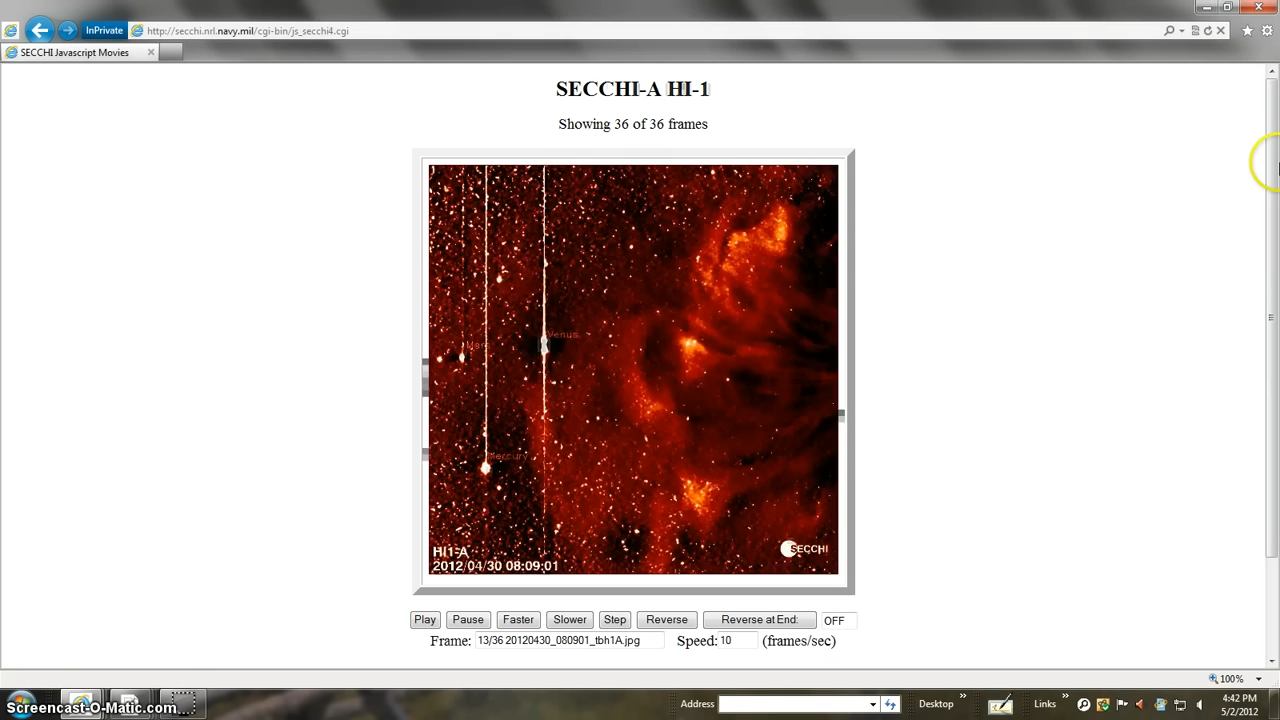 InPrivate
http://secchi.nrl.navy.mil/cgi-bin/js_secchi4.cgi
SECCHI Javascript Movies
SECCHI-A HI-1
Showing 36 of 36 frames
Venus
Mars
Mercury
HI1-A
2012/04/30 08:09:01
SECCHI
Play Pause Faster Slower Step Reverse Reverse at End: OFF
Frame: 13/36 20120430_080901_tbh1A.jpg Speed: 10 (frames/sec)
100%
Screencast-O-Matic.com
Address
Desktop
Links
4:42 PM
5/2/2012